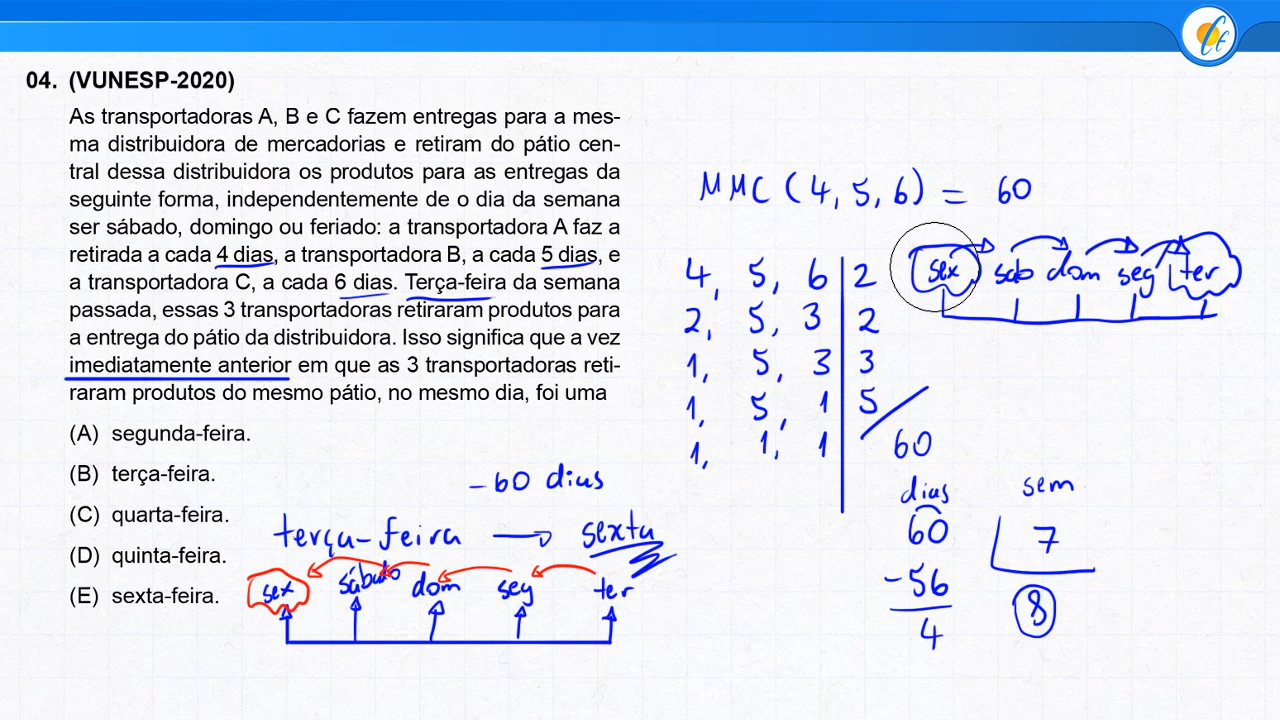 04. (VUNESP-2020)
As transportadoras A, B e C fazem entregas para a mes-
ma distribuidora de mercadorias e retiram do pátio cen-
tral dessa distribuidora os produtos para as entregas da
seguinte forma, independentemente de o dia da semana
ser sábado, domingo ou feriado: a transportadora A faz a
retirada a cada 4 dias, a transportadora B, a cada 5 dias, e
a transportadora C, a cada 6 dias. Terça-feira da semana
passada, essas 3 transportadoras retiraram produtos para
a entrega do pátio da distribuidora. Isso significa que a vez
imediatamente anterior em que as 3 transportadoras reti-
raram produtos do mesmo pátio, no mesmo dia, foi uma
(A) segunda-feira.
(B) terça-feira.
(C) quarta-feira.
(D) quinta-feira.
(E) sexta-feira.
- 60 dias
terça-feira → sexta
sex sábado dom seg ter
MMC (4, 5, 6) = 60
4, 5, 6 | 2
2, 5, 3 | 2
1, 5, 3 | 3
1, 5, 1 | 5
1, 1, 1 | 60
sex sab dom seg ter
dias sem
60 | 7
-56 8
4
CE